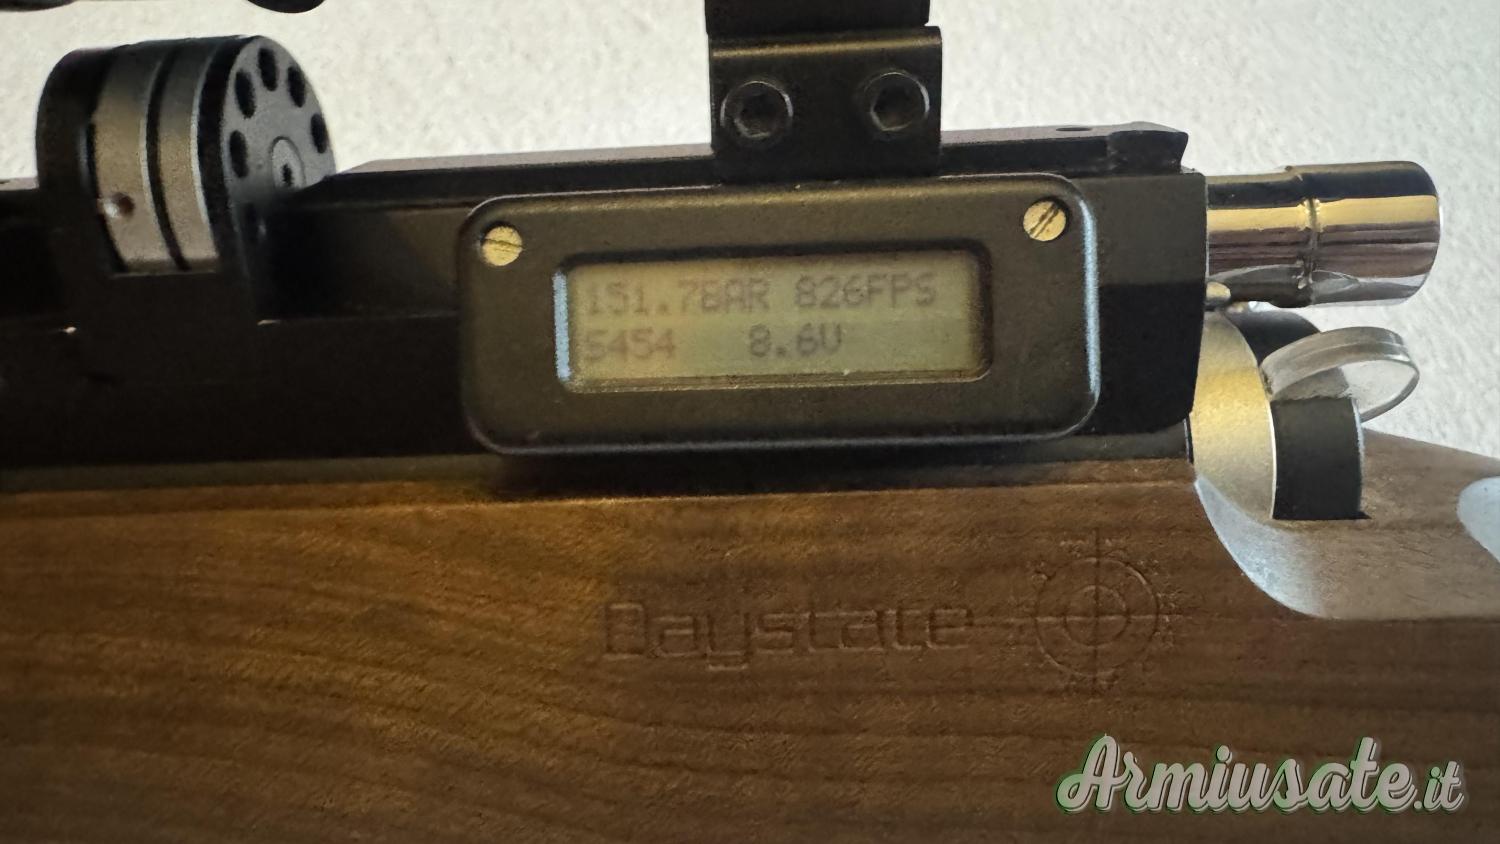 151.7BAR 826FPS
5454 8.6V
Daystate
Armiusate.it